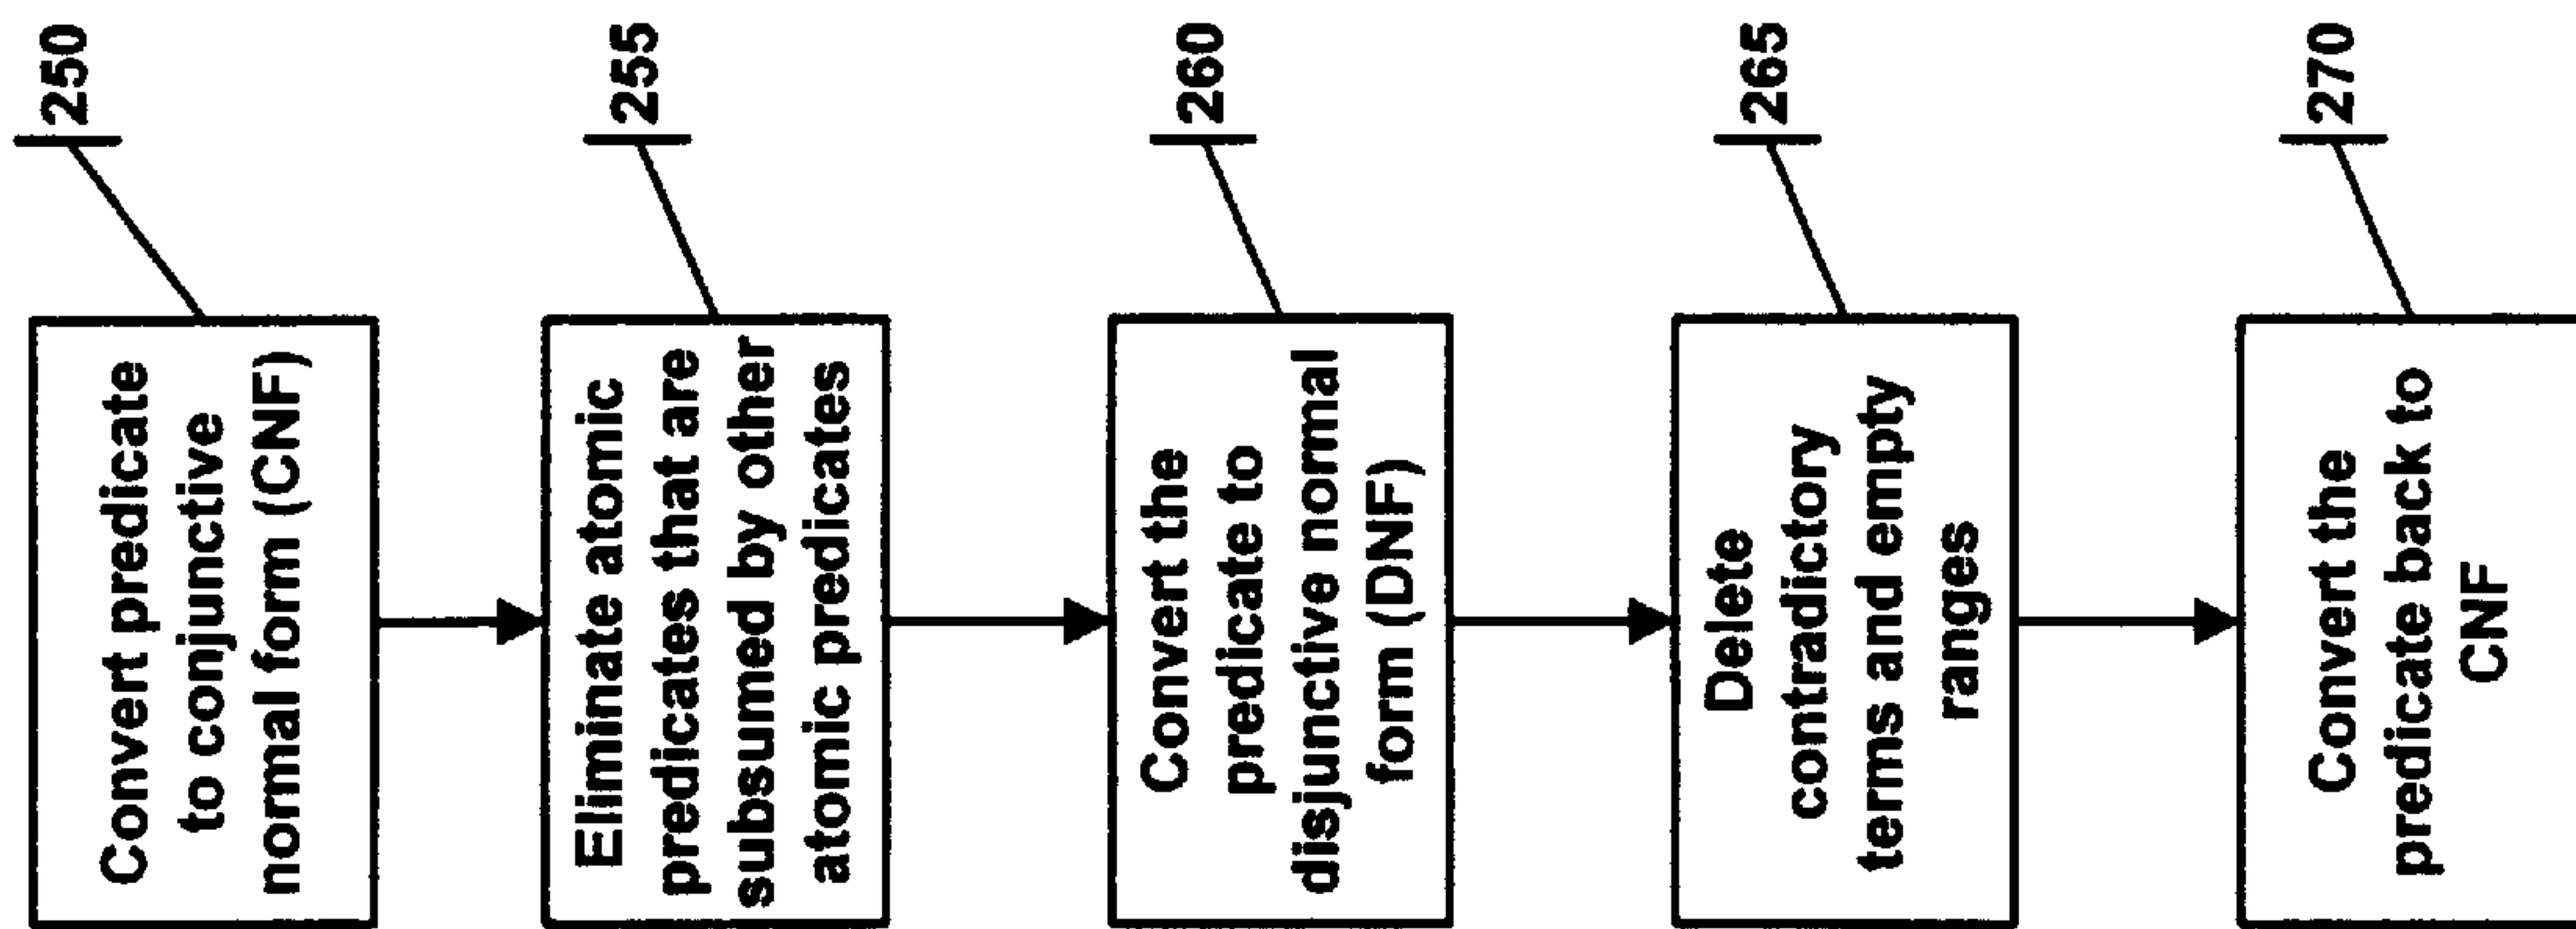 250
Convert predicate
to conjunctive
normal form (CNF)
255
Eliminate atomic
predicates that are
subsumed by other
atomic predicates
260
Convert the
predicate to
disjunctive normal
form (DNF)
265
Delete
contradictory
terms and empty
ranges
270
Convert the
predicate back to
CNF